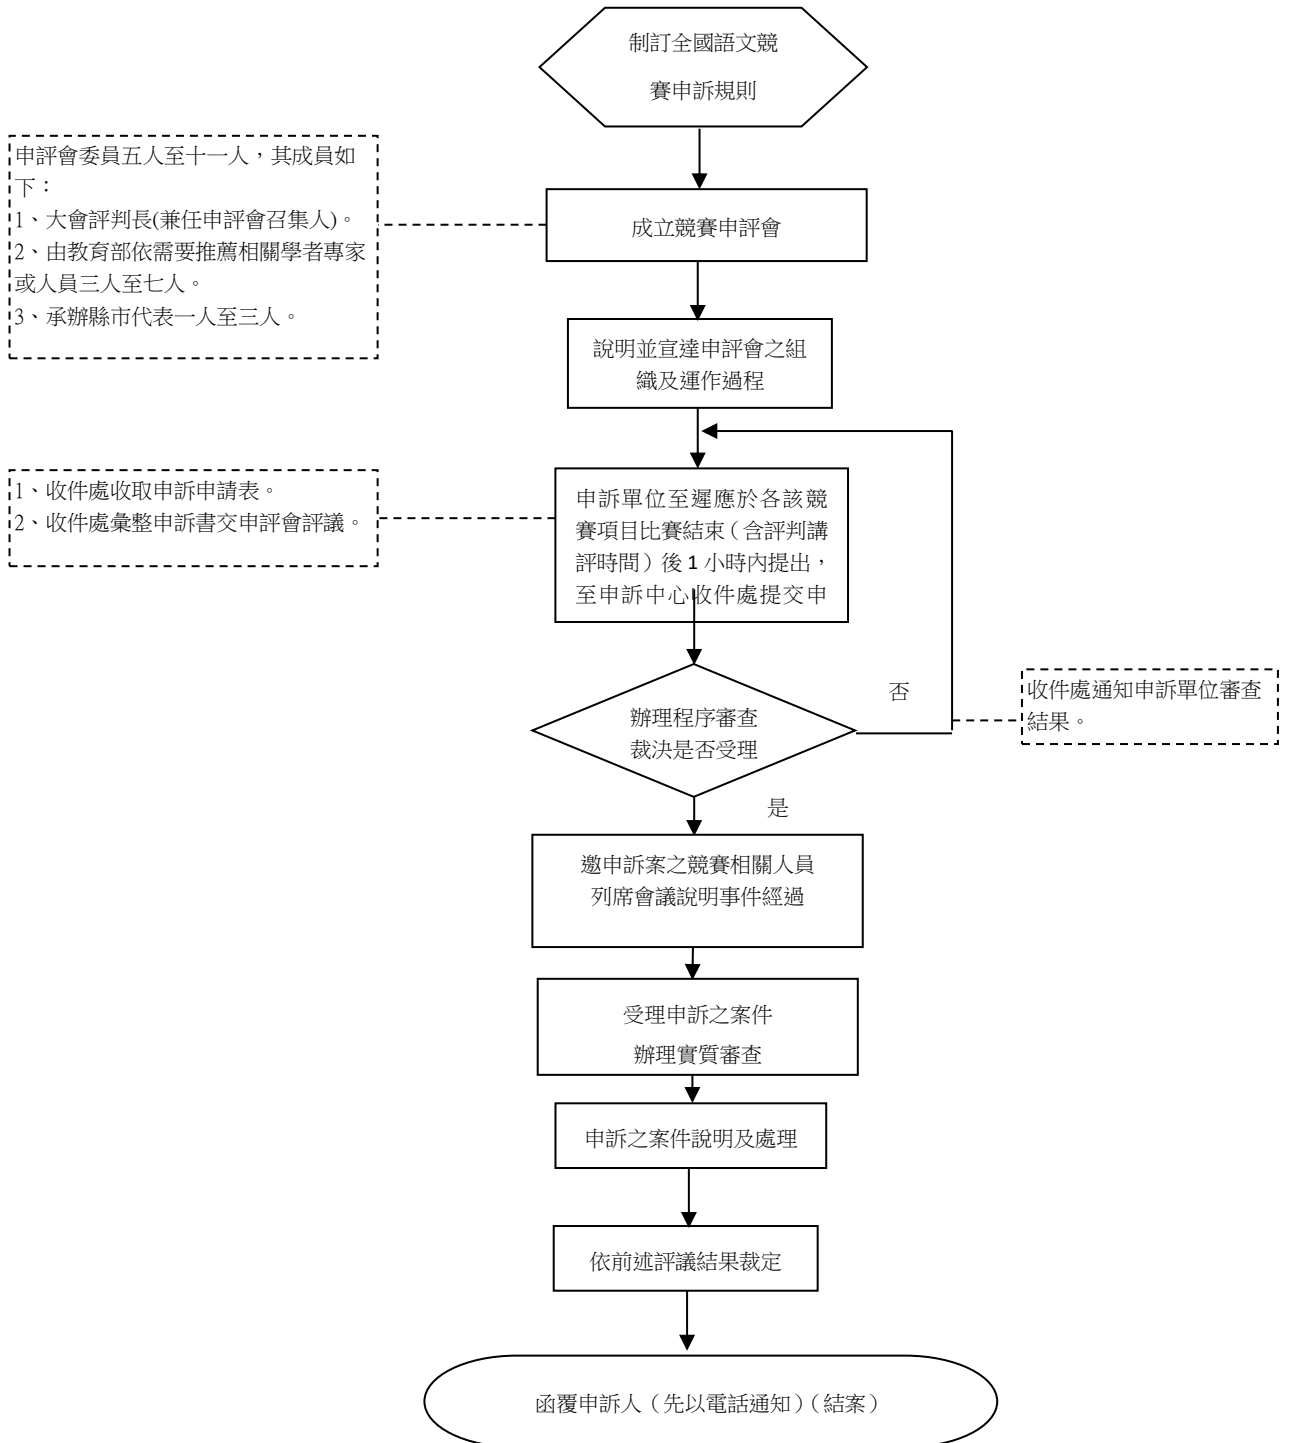 制訂全國語文競
賽申訴規則
申評會委員五人至十一人，其成員如
下：
1、大會評判長(兼任申評會召集人)。
2、由教育部依需要推薦相關學者專家
或人員三人至七人。
3、承辦縣市代表一人至三人。
成立競賽申評會
說明並宣達申評會之組
織及運作過程
1、收件處收取申訴申請表。
2、收件處彙整申訴書交申評會評議。
申訴單位至遲應於各該競
賽項目比賽結束（含評判講
評時間）後 1 小時內提出，
至申訴中心收件處提交申
辦理程序審查
裁決是否受理
否
收件處通知申訴單位審查
結果。
是
邀申訴案之競賽相關人員
列席會議說明事件經過
受理申訴之案件
辦理實質審查
申訴之案件說明及處理
依前述評議結果裁定
函覆申訴人（先以電話通知）（結案）